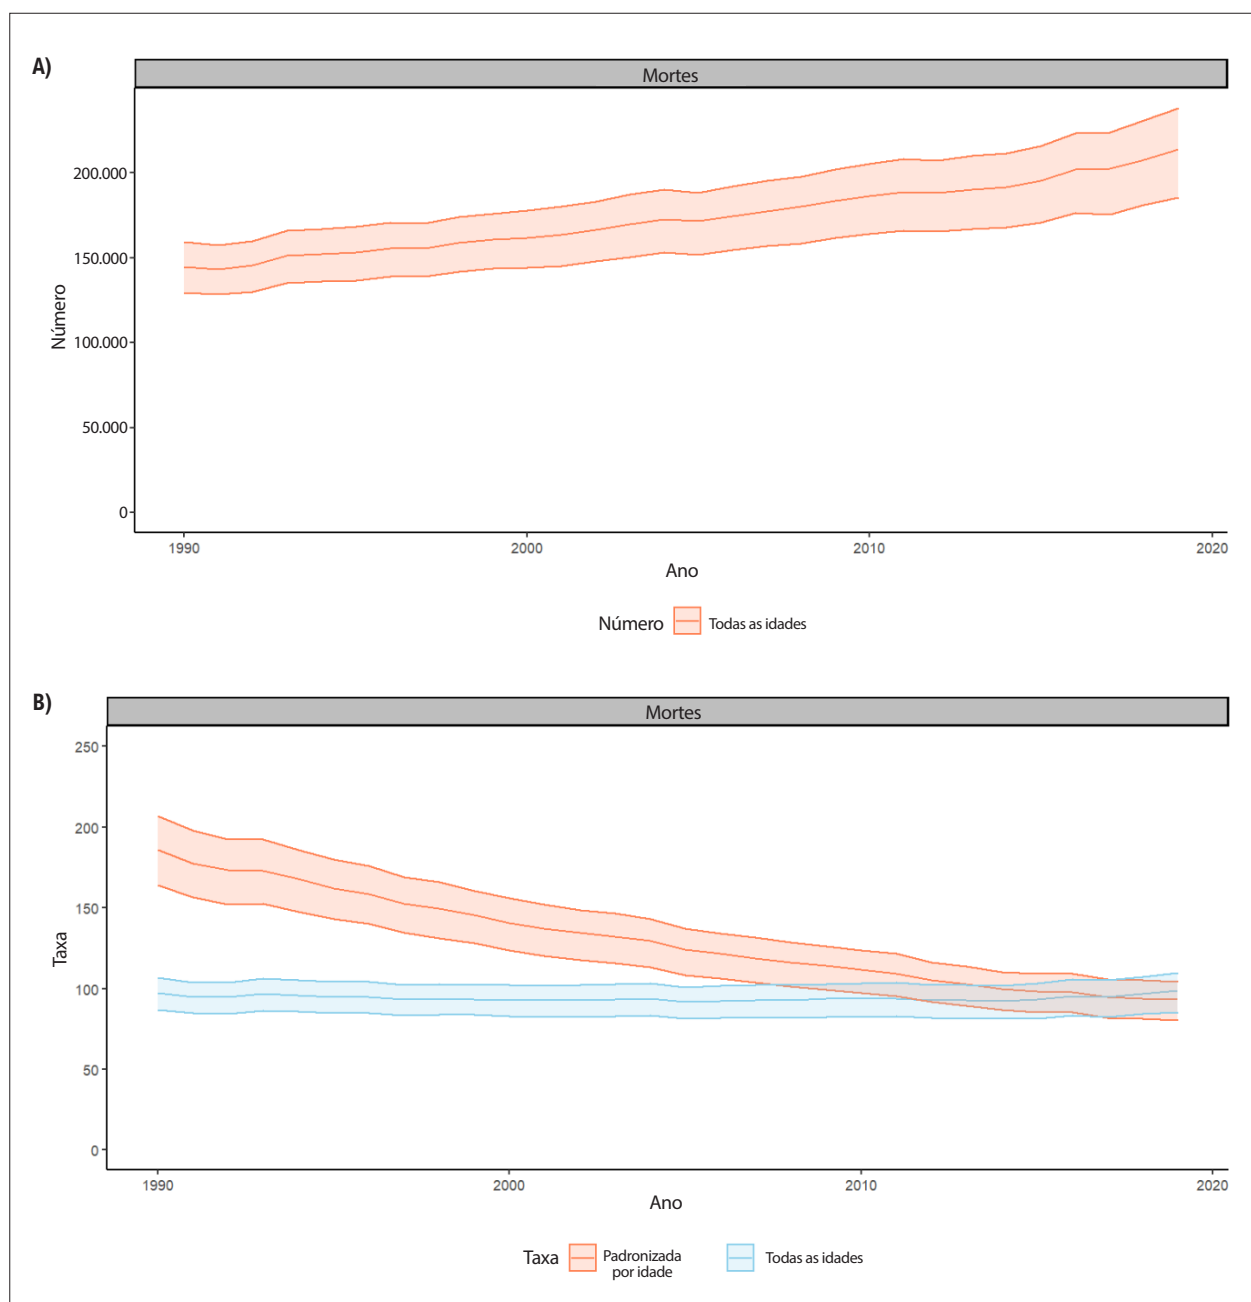 A)
Mortes
200.000
150.000
100.000
50.000
0
Número
1990
2000
2010
2020
Ano
Número
Todas as idades
B)
Mortes
250
200
150
100
50
0
Taxa
1990
2000
2010
2020
Ano
Taxa
Padronizada
por idade
Todas as idades